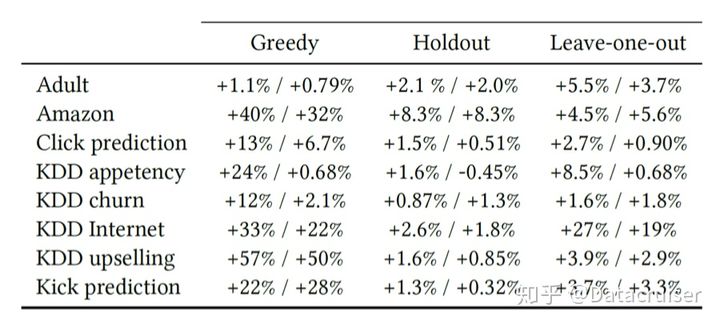 Greedy Holdout Leave-one-out
Adult +1.1% / +0.79% +2.1 % / +2.0% +5.5% / +3.7%
Amazon +40% / +32% +8.3% / +8.3% +4.5% / +5.6%
Click prediction +13% / +6.7% +1.5% / +0.51% +2.7% / +0.90%
KDD appetency +24% / +0.68% +1.6% / -0.45% +8.5% / +0.68%
KDD churn +12% / +2.1% +0.87% / +1.3% +1.6% / +1.8%
KDD Internet +33% / +22% +2.6% / +1.8% +27% / +19%
KDD upselling +57% / +50% +1.6% / +0.85% +3.9% / +2.9%
Kick prediction +22% / +28% +1.3% / +0.32% +3.7% / +3.3%
知乎 @Datacruiser